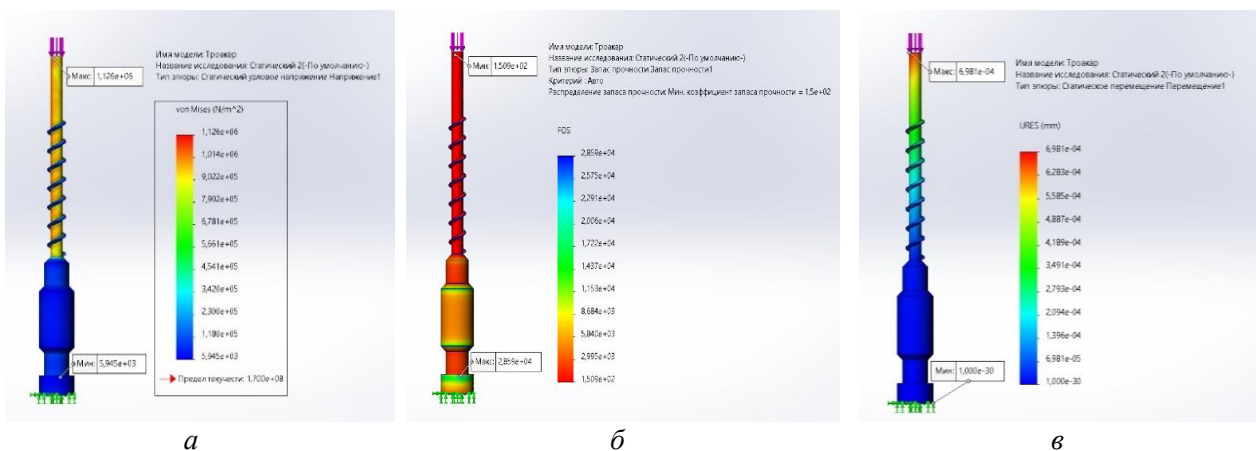 Макс: 1,126e+06
Имя модели: Троакар
Название исследования: Статический 2(-По умолчанию-)
Тип эпюры: Статический узловое напряжение Напряжение1
von Mises (N/m^2)
1,126e+06
1,014e+06
9,022e+05
7,902e+05
6,781e+05
5,661e+05
4,541e+05
3,420e+05
2,300e+05
1,180e+05
5,945e+03
Предел текучести: 1,700e+08
Мин: 5,945e+03
а
Мин: 1,509e+02
Имя модели: Троакар
Название исследования: Статический 2(-По умолчанию-)
Тип эпюры: Запас прочности Запас прочности1
Критерий : Авто
Распределение запаса прочности: Мин. коэффициент запаса прочности = 1,5e+02
FOS
2,859e+04
2,575e+04
2,291e+04
2,006e+04
1,722e+04
1,437e+04
1,153e+04
8,684e+03
5,840e+03
2,995e+03
1,509e+02
Макс: 2,859e+04
б
Макс: 6,981e-04
Имя модели: Троакар
Название исследования: Статический 2(-По умолчанию-)
Тип эпюры: Статическое перемещение Перемещение1
URES (mm)
6,981e-04
6,283e-04
5,585e-04
4,887e-04
4,189e-04
3,491e-04
2,793e-04
2,094e-04
1,396e-04
6,981e-05
1,000e-30
Мин: 1,000e-30
в